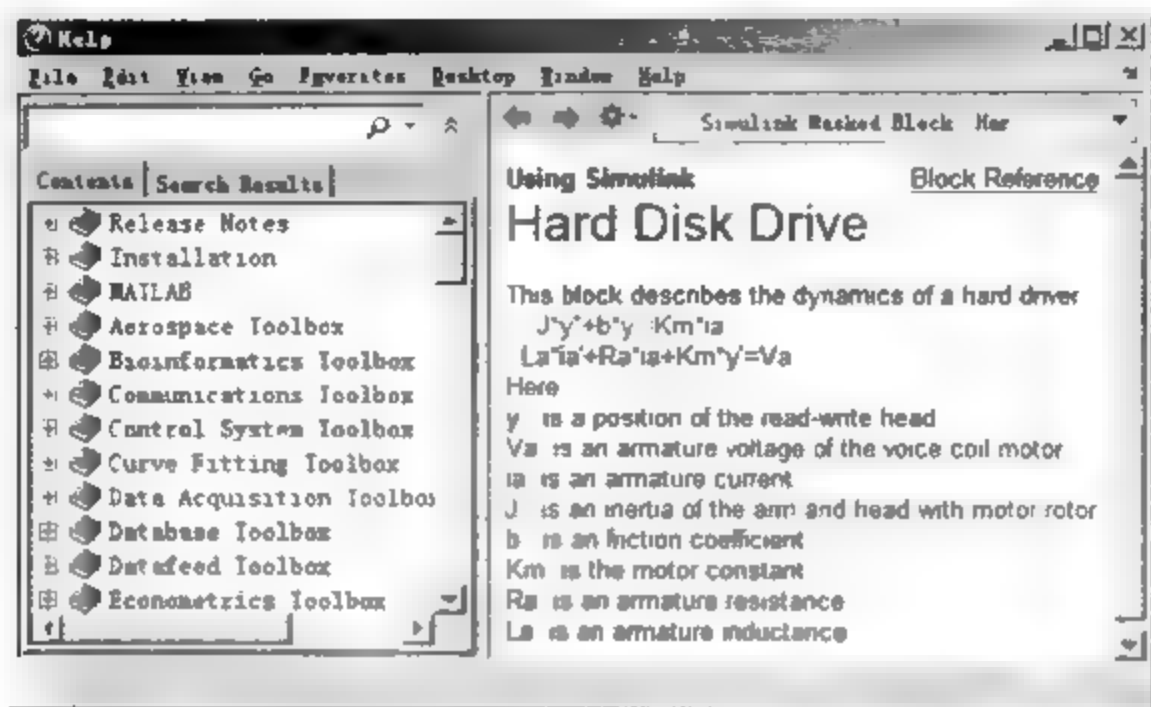 Help
File Edit View Go Favorites Desktop Window Help
Simulink Masked Block Har
Contents Search Results
Release Notes
Installation
MATLAB
Aerospace Toolbox
Bioinformatics Toolbox
Communications Toolbox
Control System Toolbox
Curve Fitting Toolbox
Data Acquisition Toolbox
Database Toolbox
Datafeed Toolbox
Econometrics Toolbox
Using Simulink Block Reference
Hard Disk Drive
This block describes the dynamics of a hard driver
J*y''+b*y'=Km*ia
La*ia'+Ra*ia+Km*y'=Va
Here
y is a position of the read-write head
Va is an armature voltage of the voice coil motor
ia is an armature current
J is an inertia of the arm and head with motor rotor
b is an friction coefficient
Km is the motor constant
Ra is an armature resistance
La is an armature inductance